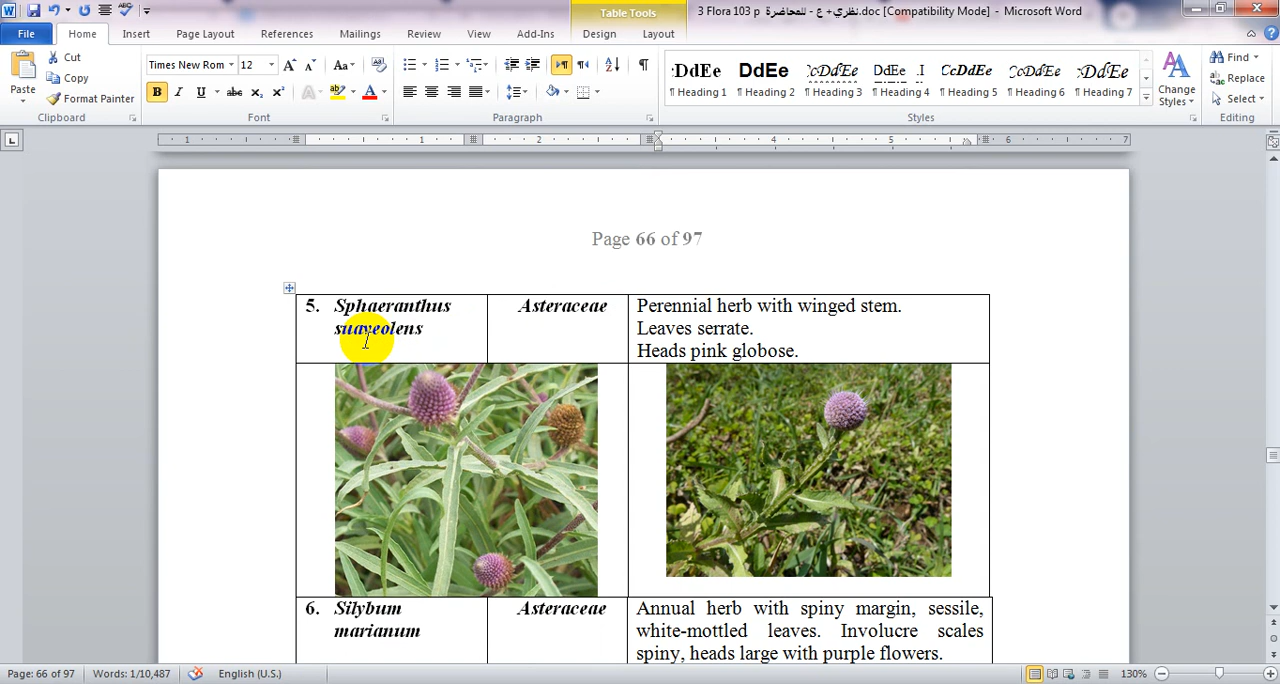 3 Flora 103 p نظري+ ع - للمحاضرة.doc [Compatibility Mode] - Microsoft Word
Table Tools
File Home Insert Page Layout References Mailings Review View Add-Ins Design Layout
Paste
Cut
Copy
Format Painter
Clipboard
Times New Rom 12
Font
Paragraph
AaBbCcDdEe
¶ Heading 1 ¶ Heading 2 ¶ Heading 3 ¶ Heading 4 ¶ Heading 5 ¶ Heading 6 ¶ Heading 7
Styles
Change Styles
Find
Replace
Select
Editing
Page 66 of 97
5. Sphaeranthus suaveolens
Asteraceae
Perennial herb with winged stem.
Leaves serrate.
Heads pink globose.
6. Silybum marianum
Asteraceae
Annual herb with spiny margin, sessile,
white-mottled leaves. Involucre scales
spiny, heads large with purple flowers.
Page: 66 of 97 Words: 1/10,487 English (U.S.) 130%